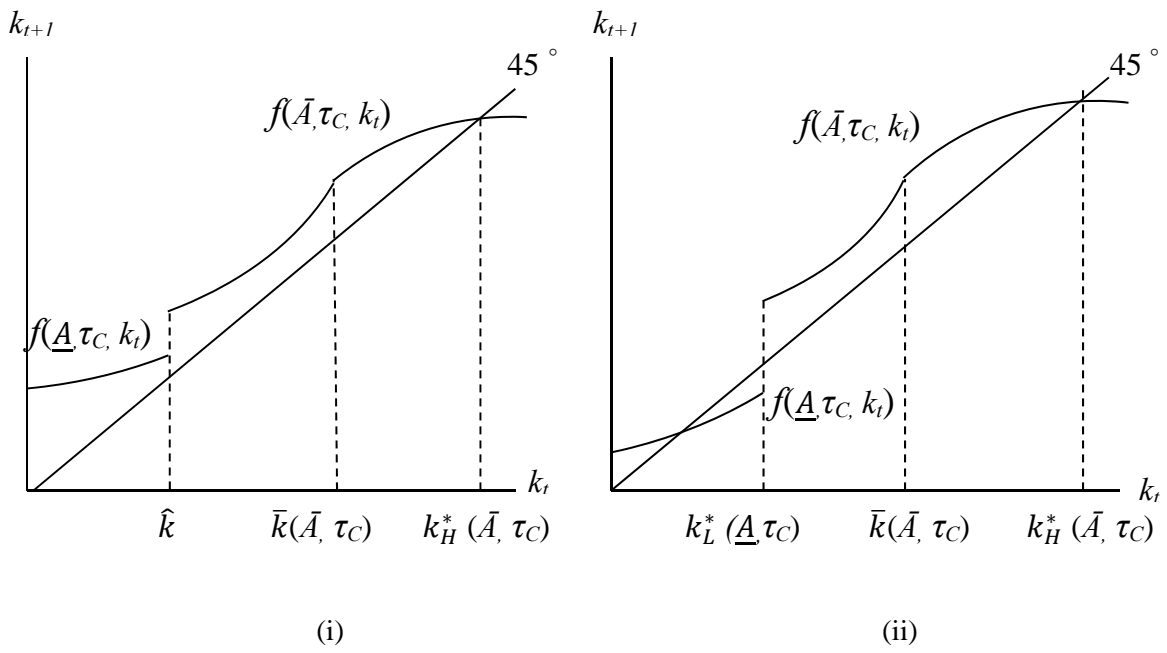 k_{t+1}
k_{t+1}
45 °
45 °
f(Ā,τ_C, k_t)
f(Ā,τ_C, k_t)
f(A̲,τ_C, k_t)
f(A̲,τ_C, k_t)
k_t
k_t
k̂
k̄(Ā, τ_C)
k*_H (Ā, τ_C)
k*_L (A̲,τ_C)
k̄(Ā, τ_C)
k*_H (Ā, τ_C)
(i)
(ii)